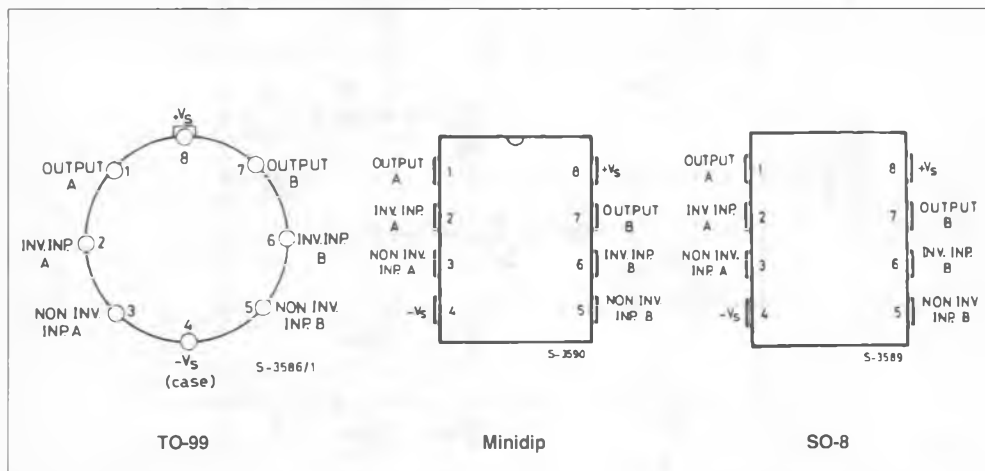 +VS
8
OUTPUT
A
1
7
OUTPUT
B
INV. INP.
A
2
6
INV. INP.
B
NON INV.
INP. A
3
5
NON INV.
INP. B
4
-VS
(case)
S-3586/1
TO-99
OUTPUT
A
1
8
+VS
INV. INP.
A
2
7
OUTPUT
B
NON INV.
INP. A
3
6
INV. INP.
B
-VS
4
5
NON INV.
INP. B
S-3590
Minidip
OUTPUT
A
1
8
+VS
INV. INP
A
2
7
OUTPUT
B
NON INV.
INP. A
3
6
INV. INP.
B
-VS
4
5
NON INV
INP. B
S-3589
SO-8